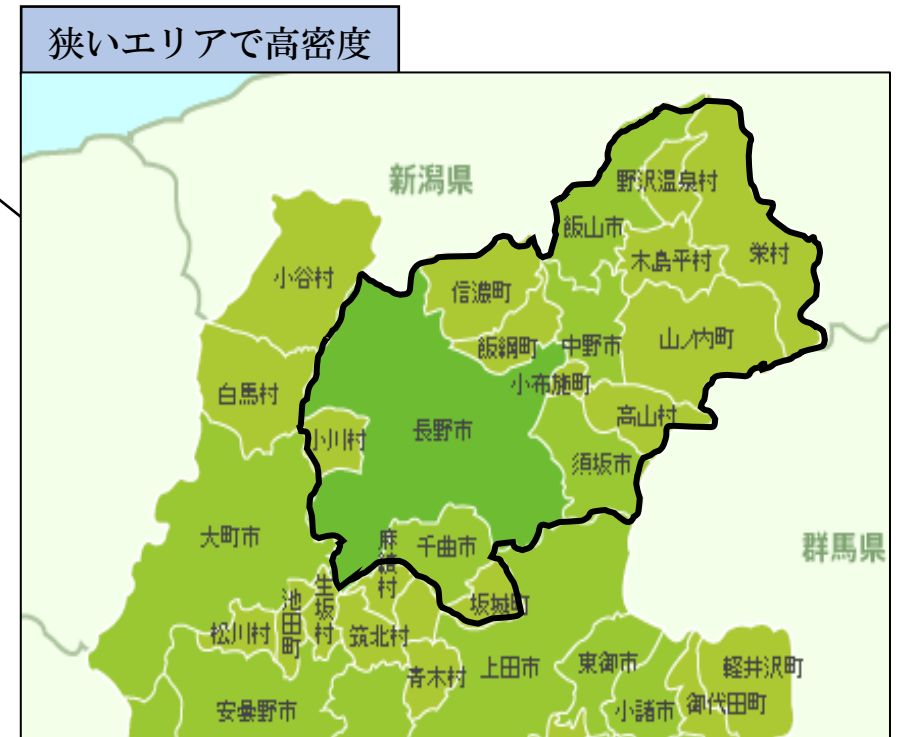 狭いエリアで高密度
新潟県
野沢温泉村
飯山市
栄村
木島平村
小谷村
信濃町
山ノ内町
飯綱町
中野市
小布施町
白馬村
高山村
長野市
小川村
須坂市
大町市
麻績村
千曲市
群馬県
生坂村
池田町
坂城町
松川村
筑北村
青木村
上田市
東御市
軽井沢町
安曇野市
小諸市
御代田町